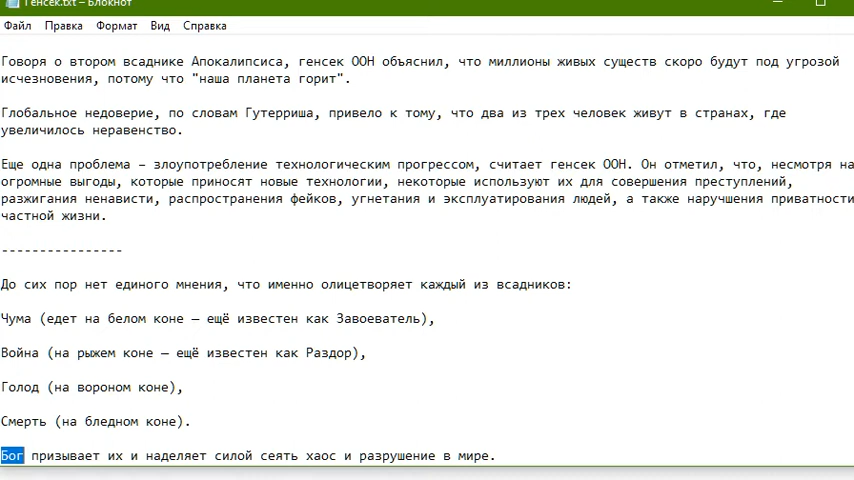 Генсек.txt – Блокнот
Файл Правка Формат Вид Справка
Говоря о втором всаднике Апокалипсиса, генсек ООН объяснил, что миллионы живых существ скоро будут под угрозой
исчезновения, потому что "наша планета горит".
Глобальное недоверие, по словам Гутерриша, привело к тому, что два из трех человек живут в странах, где
увеличилось неравенство.
Еще одна проблема – злоупотребление технологическим прогрессом, считает генсек ООН. Он отметил, что, несмотря на
огромные выгоды, которые приносят новые технологии, некоторые используют их для совершения преступлений,
разжигания ненависти, распространения фейков, угнетания и эксплуатирования людей, а также наручшения приватности
частной жизни.
----------------
До сих пор нет единого мнения, что именно олицетворяет каждый из всадников:
Чума (едет на белом коне — ещё известен как Завоеватель),
Война (на рыжем коне — ещё известен как Раздор),
Голод (на вороном коне),
Смерть (на бледном коне).
Бог призывает их и наделяет силой сеять хаос и разрушение в мире.